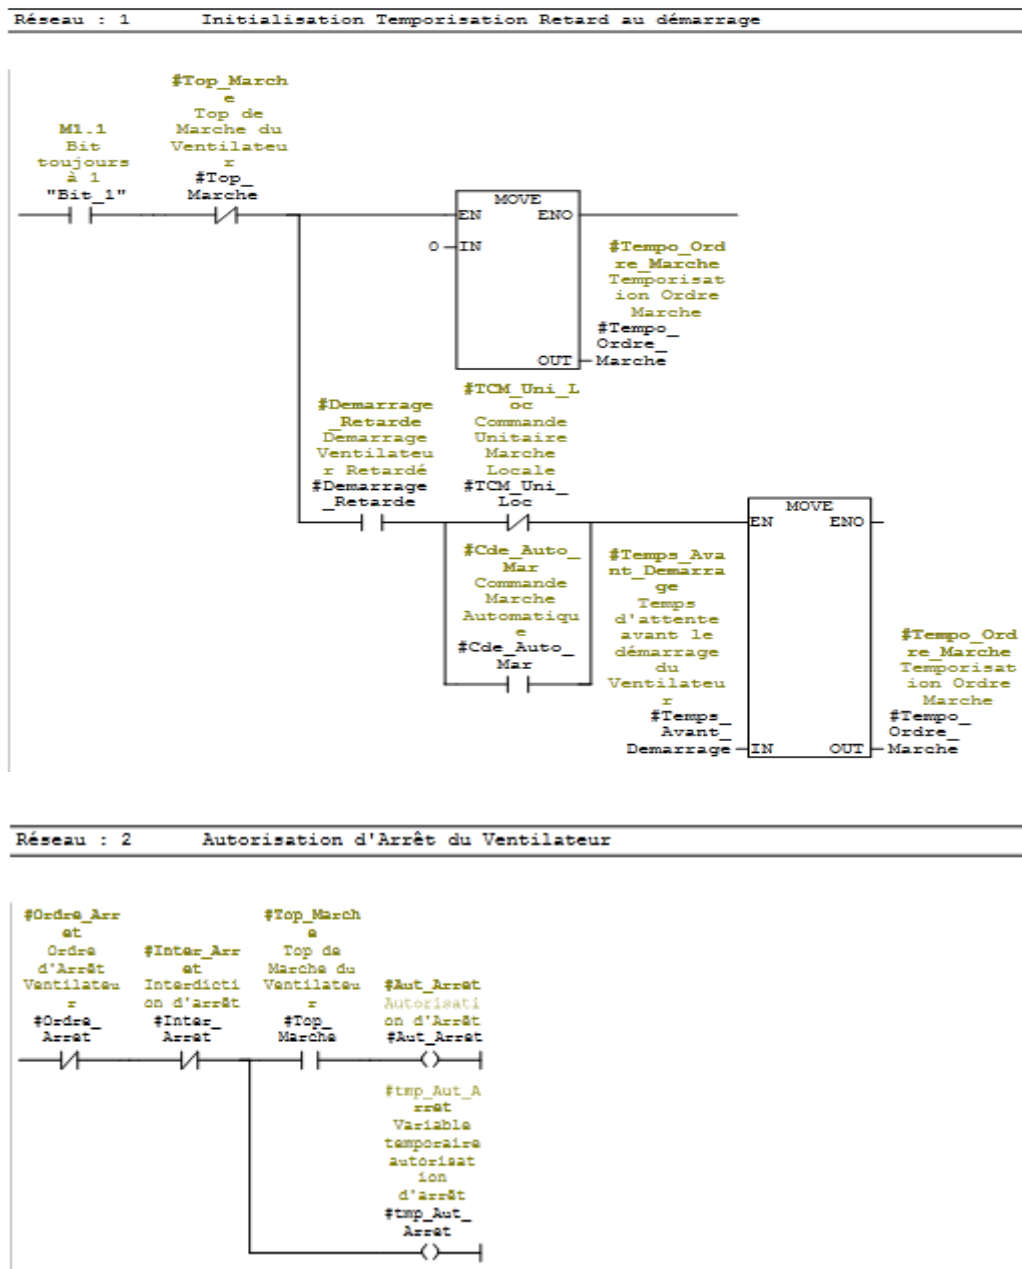 Réseau : 1 Initialisation Temporisation Retard au démarrage
#Top_March
e
Top de
Marche du
Ventilateu
r
#Top_
Marche
M1.1
Bit
toujours
à 1
"Bit_1"
MOVE
EN ENO
0 IN
OUT
#Tempo_Ord
re_Marche
Temporisat
ion Ordre
Marche
#Tempo_
Ordre_
Marche
#Demarrage
_Retarde
Demarrage
Ventilateu
r Retardé
#Demarrage
_Retarde
#TCM_Uni_L
oc
Commande
Unitaire
Marche
Locale
#TCM_Uni_
Loc
#Cde_Auto_
Mar
Commande
Marche
Automatiqu
e
#Cde_Auto_
Mar
#Temps_Ava
nt_Demarra
ge
Temps
d'attente
avant le
démarrage
du
Ventilateu
r
#Temps_
Avant_
Demarrage
MOVE
EN ENO
IN OUT
#Tempo_Ord
re_Marche
Temporisat
ion Ordre
Marche
#Tempo_
Ordre_
Marche
Réseau : 2 Autorisation d'Arrêt du Ventilateur
#Ordre_Arr
et
Ordre
d'Arrêt
Ventilateu
r
#Ordre_
Arret
#Inter_Arr
et
Interdicti
on d'arrêt
#Inter_
Arret
#Top_March
e
Top de
Marche du
Ventilateu
r
#Top_
Marche
#Aut_Arret
Autorisati
on d'Arrêt
#Aut_Arret
#tmp_Aut_A
rret
Variable
temporaire
autorisat
ion
d'arrêt
#tmp_Aut_
Arret